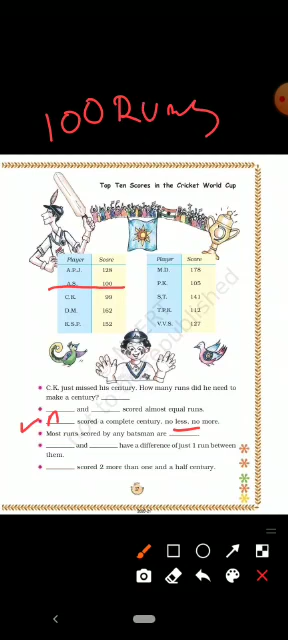 100 Runs
Top Ten Scores in the Cricket World Cup
Player Score Player Score
A.P.J. 128 M.D. 178
A.S. 100 P.K. 105
C.K. 99 S.T. 141
D.M. 162 T.P.K. 112
K.S.P. 152 V.V.S. 127
C.K. just missed his century. How many runs did he need to
make a century?
and scored almost equal runs.
scored a complete century, no less, no more.
Most runs scored by any batsman are .
and have a difference of just 1 run between
them.
scored 2 more than one and a half century.